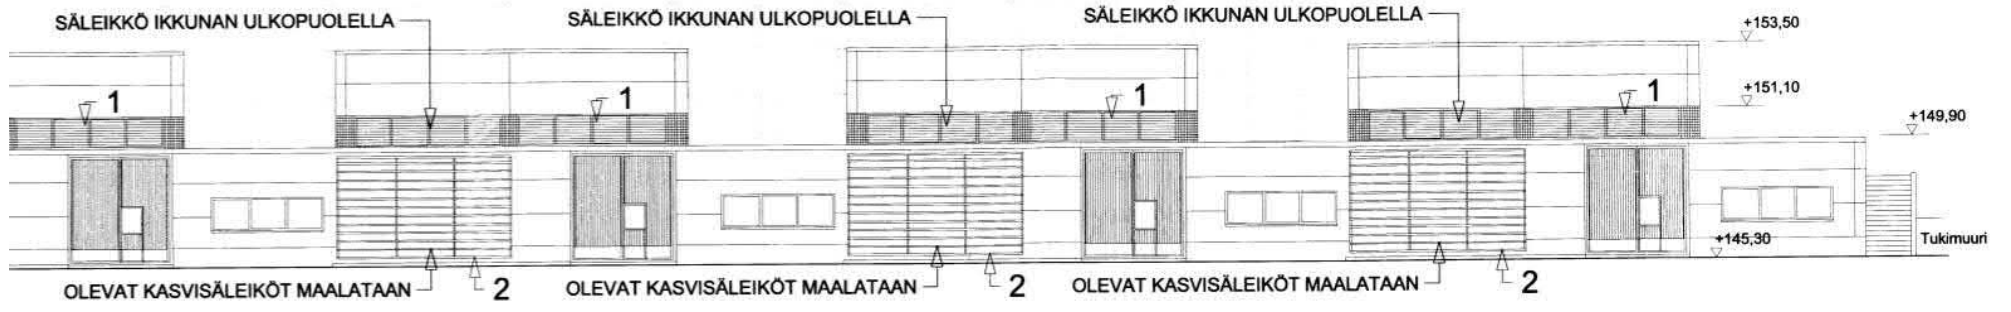 SÄLEIKKÖ IKKUNAN ULKOPUOLELLA
SÄLEIKKÖ IKKUNAN ULKOPUOLELLA
SÄLEIKKÖ IKKUNAN ULKOPUOLELLA
+153,50
+151,10
1
1
1
1
+149,90
+145,30
Tukimuuri
OLEVAT KASVISÄLEIKÖT MAALATAAN
2
OLEVAT KASVISÄLEIKÖT MAALATAAN
2
OLEVAT KASVISÄLEIKÖT MAALATAAN
2